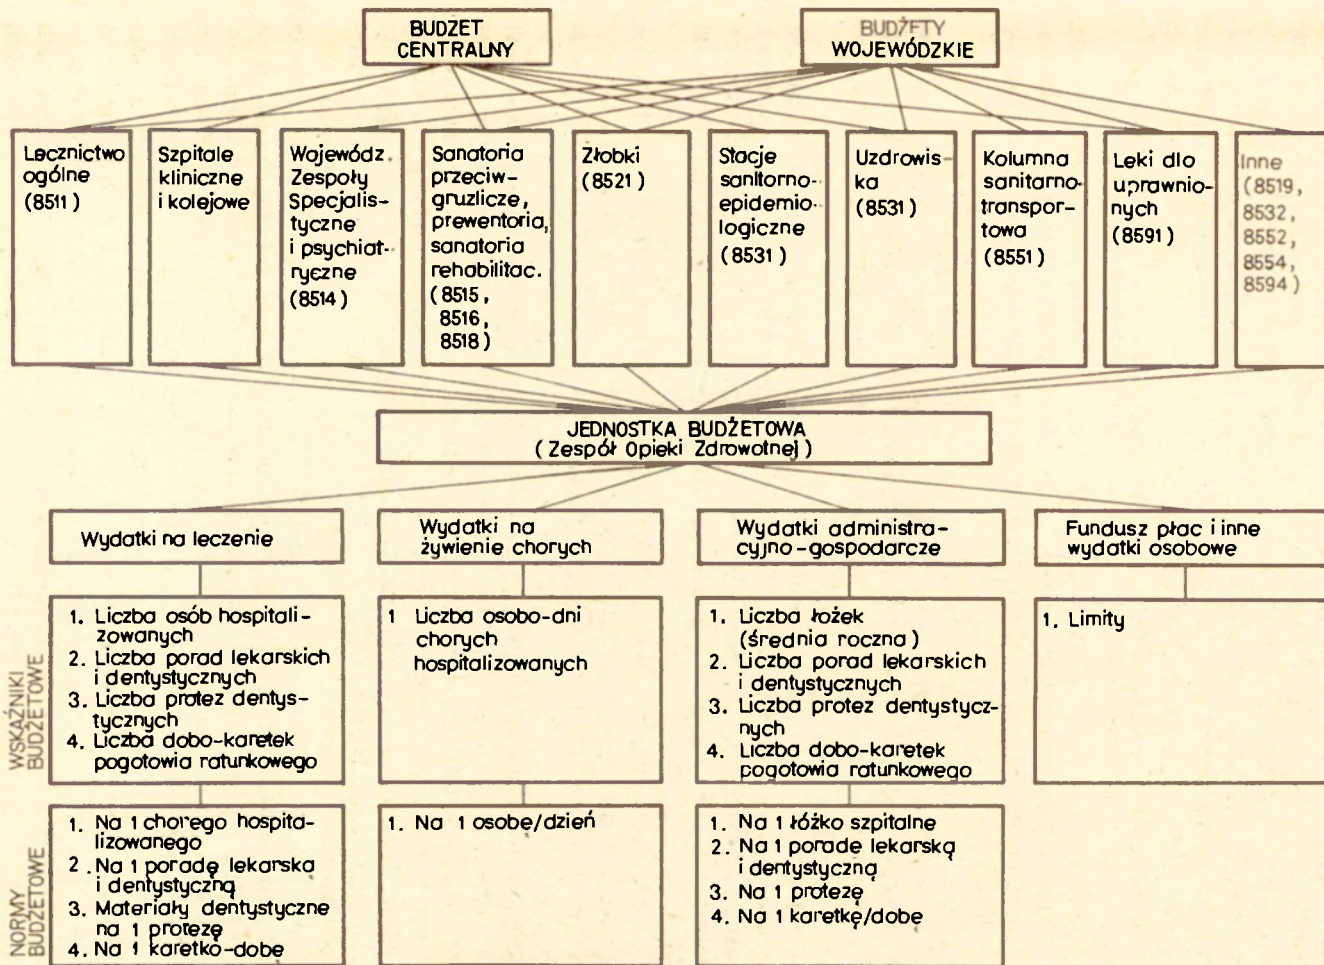 BUDŻET
CENTRALNY
BUDŻETY
WOJEWÓDZKIE
Lecznictwo
ogólne
(8511)
Szpitale
kliniczne
i kolejowe
Wojewódz.
Zespoły
Specjalis-
tyczne
i psychiat-
ryczne
(8514)
Sanatoria
przeciw-
gruzlicze,
prewentoria,
sanatoria
rehabilitac.
(8515,
8516,
8518)
Złobki
(8521)
Stacje
sanitorno-
epidemio-
logiczne
(8531)
Uzdrowis-
ka
(8531)
Kolumna
sanitarno-
transpor-
towa
(8551)
Leki dlo
uprawnio-
nych
(8591)
Inne
(8519,
8532,
8552,
8554,
8594)
JEDNOSTKA BUDŻETOWA
(Zespół Opieki Zdrowotnej)
Wydatki na leczenie
Wydatki na
żywienie chorych
Wydatki administra-
cyjno-gospodarcze
Fundusz płac i inne
wydatki osobowe
WSKAŹNIKI
BUDŻETOWE
1. Liczba osób hospitali-
zowanych
2. Liczba porad lekarskich
i dentystycznych
3. Liczba protez dentys-
tycznych
4. Liczba dobo-karetek
pogotowia ratunkowego
1 Liczba osobo-dni
chorych
hospitalizowanych
1. Liczba łożek
(średnia roczna)
2. Liczba porad lekarskich
i dentystycznych
3. Liczba protez dentystycz-
nych
4. Liczba dobo-karetek
pogotowia ratunkowego
1. Limity
NORMY
BUDŻETOWE
1. Na 1 chorego hospita-
lizowanego
2. Na 1 poradę lekarska
i dentystyczną
3. Materiały dentystyczne
na 1 protezę
4. Na 1 karetko-dobe
1. Na 1 osobe/dzień
1. Na 1 łóżko szpitalne
2. Na 1 poradę lekarską
i dentystyczną
3. Na 1 protezę
4. Na 1 karetkę/dobę